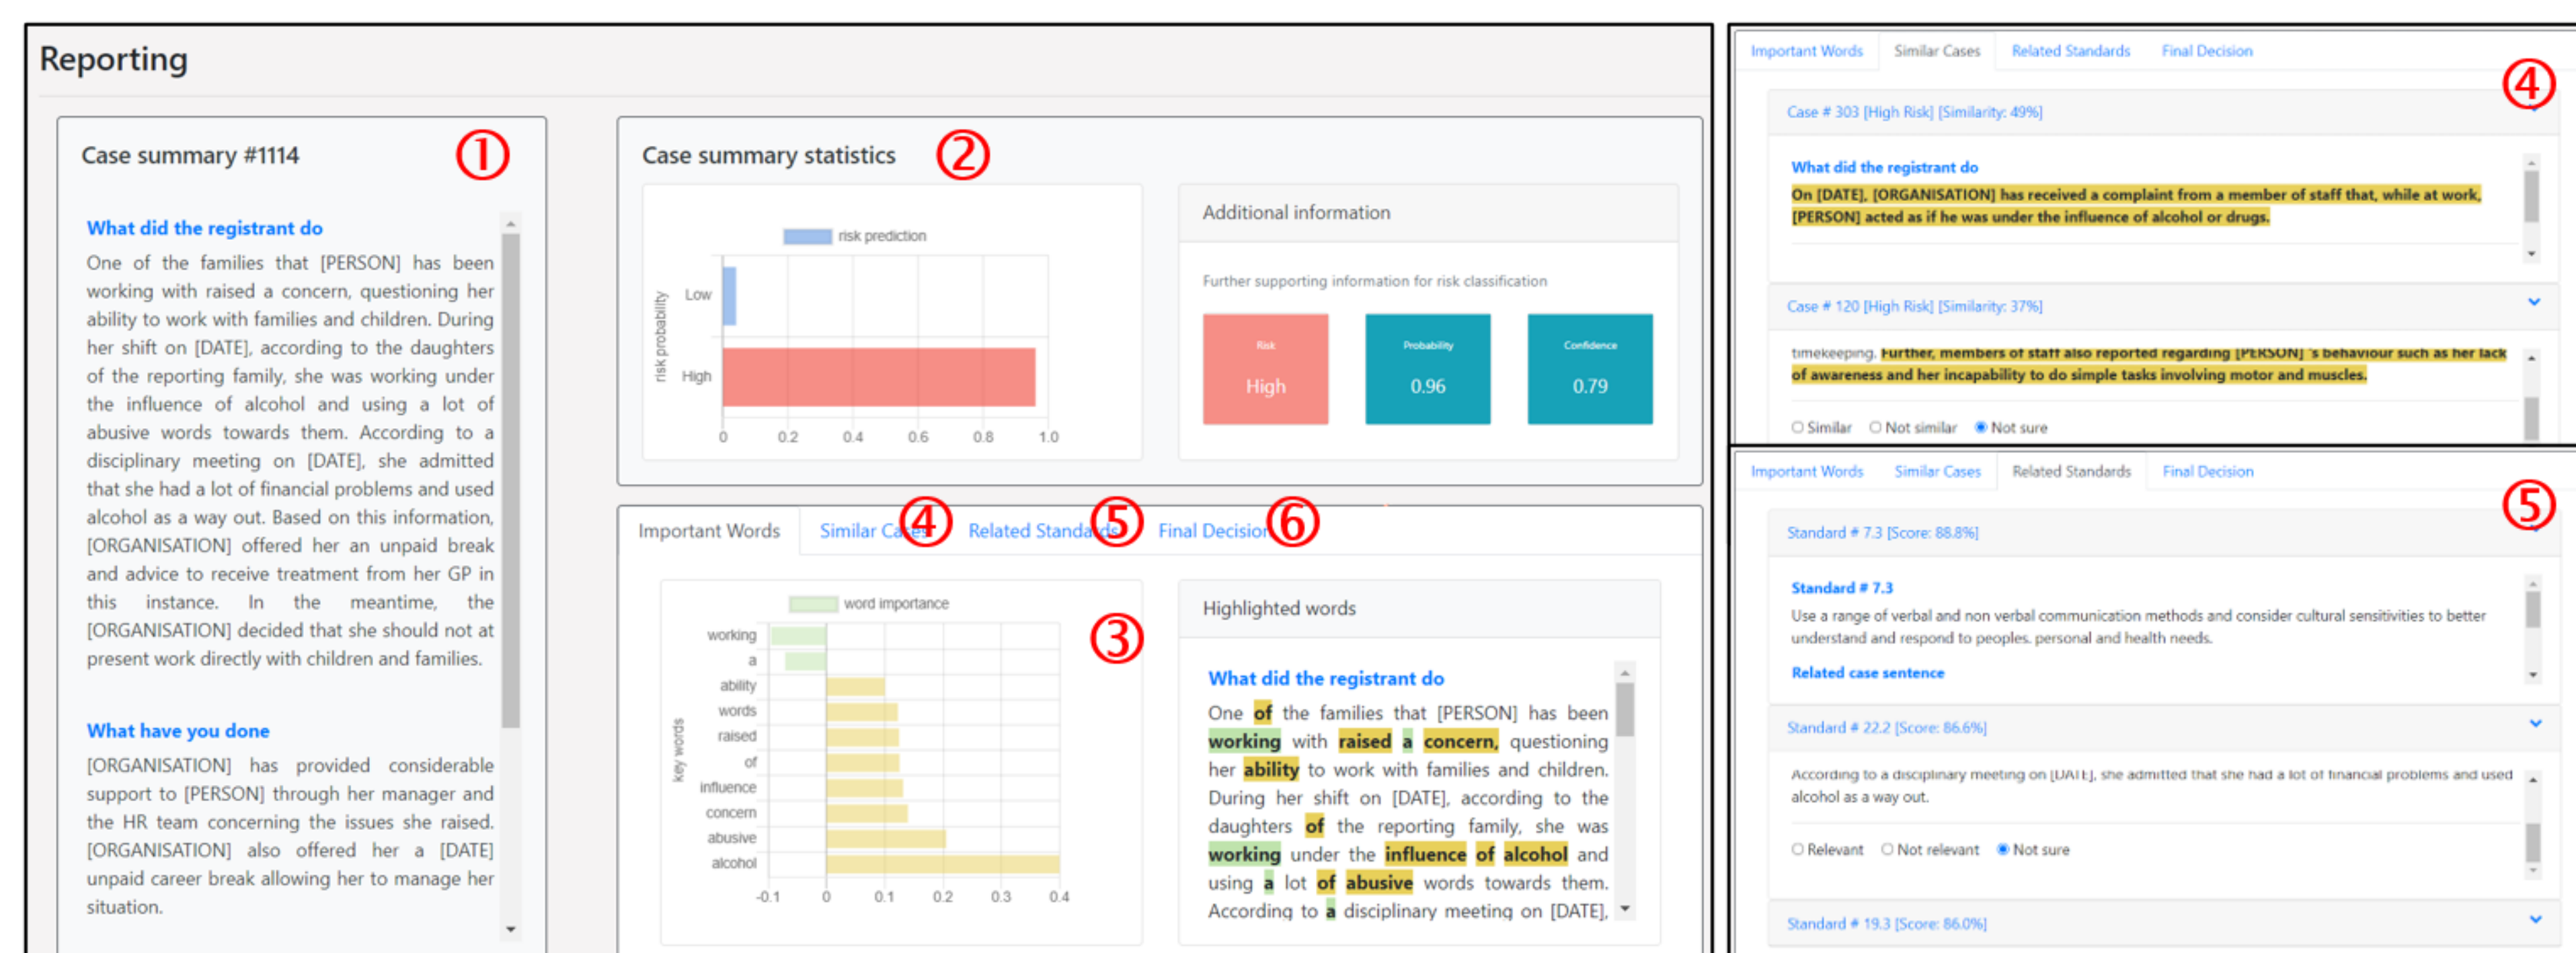 Reporting
Case summary #1114
①
What did the registrant do
One of the families that [PERSON] has been
working with raised a concern, questioning her
ability to work with families and children. During
her shift on [DATE], according to the daughters
of the reporting family, she was working under
the influence of alcohol and using a lot of
abusive words towards them. According to a
disciplinary meeting on [DATE], she admitted
that she had a lot of financial problems and used
alcohol as a way out. Based on this information,
[ORGANISATION] offered her an unpaid break
and advice to receive treatment from her GP in
this instance. In the meantime, the
[ORGANISATION] decided that she should not at
present work directly with children and families.
What have you done
[ORGANISATION] has provided considerable
support to [PERSON] through her manager and
the HR team concerning the issues she raised.
[ORGANISATION] also offered her a [DATE]
unpaid career break allowing her to manage her
situation.
Case summary statistics
②
risk prediction
risk probability
Low
High
0 0.2 0.4 0.6 0.8 1.0
Additional information
Further supporting information for risk classification
Risk
High
Probability
0.96
Confidence
0.79
Important Words Similar Cases ④ Related Standards ⑤ Final Decision ⑥
③
word importance
key words
working
a
ability
words
raised
of
influence
concern
abusive
alcohol
-0.1 0 0.1 0.2 0.3 0.4
Highlighted words
What did the registrant do
One of the families that [PERSON] has been
working with raised a concern, questioning
her ability to work with families and children.
During her shift on [DATE], according to the
daughters of the reporting family, she was
working under the influence of alcohol and
using a lot of abusive words towards them.
According to a disciplinary meeting on [DATE],
Important Words Similar Cases Related Standards Final Decision
④
Case # 303 [High Risk] [Similarity: 49%]
What did the registrant do
On [DATE], [ORGANISATION] has received a complaint from a member of staff that, while at work,
[PERSON] acted as if he was under the influence of alcohol or drugs.
Case # 120 [High Risk] [Similarity: 37%]
timekeeping. Further, members of staff also reported regarding [PERSON] 's behaviour such as her lack
of awareness and her incapability to do simple tasks involving motor and muscles.
Similar Not similar Not sure
Important Words Similar Cases Related Standards Final Decision
⑤
Standard # 7.3 [Score: 88.8%]
Standard # 7.3
Use a range of verbal and non verbal communication methods and consider cultural sensitivities to better
understand and respond to peoples. personal and health needs.
Related case sentence
Standard # 22.2 [Score: 86.6%]
According to a disciplinary meeting on [DATE], she admitted that she had a lot of financial problems and used
alcohol as a way out.
Relevant Not relevant Not sure
Standard # 19.3 [Score: 86.0%]